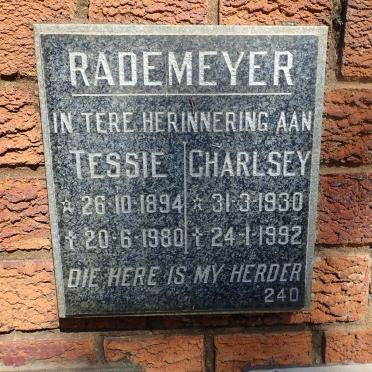 RADEMEYER
IN TERE HERINNERING AAN
TESSIE CHARLSEY
☆ 26·10·1894 ☆ 31·3·1930
✝ 20·6·1980 ✝ 24·1·1992
DIE HERE IS MY HERDER
240